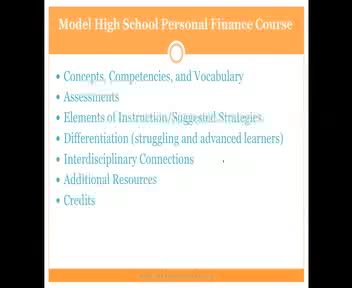 Model High School Personal Finance Course
• Concepts, Competencies, and Vocabulary
• Assessments
• Elements of Instruction/Suggested Strategies
• Differentiation (struggling and advanced learners)
• Interdisciplinary Connections
• Additional Resources
• Credits